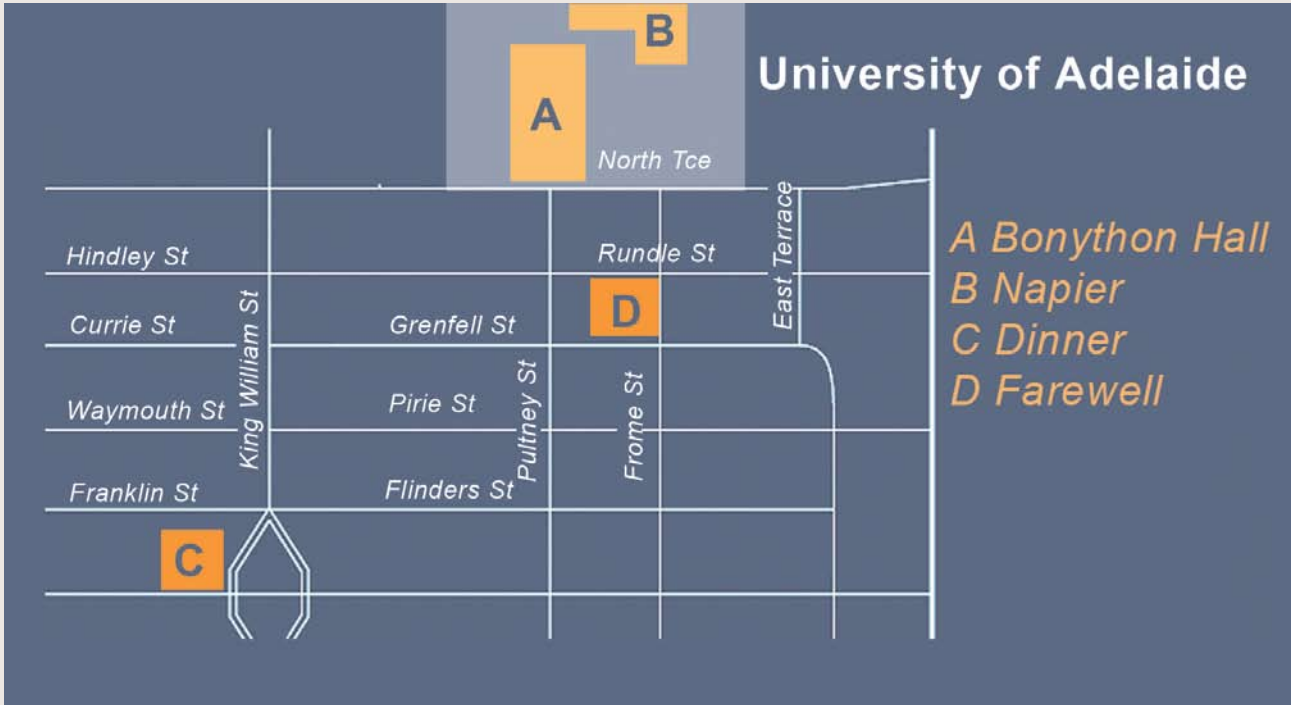 B
University of Adelaide
A
North Tce
East Terrace
Hindley St
Rundle St
A Bonython Hall
B Napier
C Dinner
D Farewell
D
Currie St
Grenfell St
King William St
Pultney St
Frome St
Waymouth St
Pirie St
Franklin St
Flinders St
C